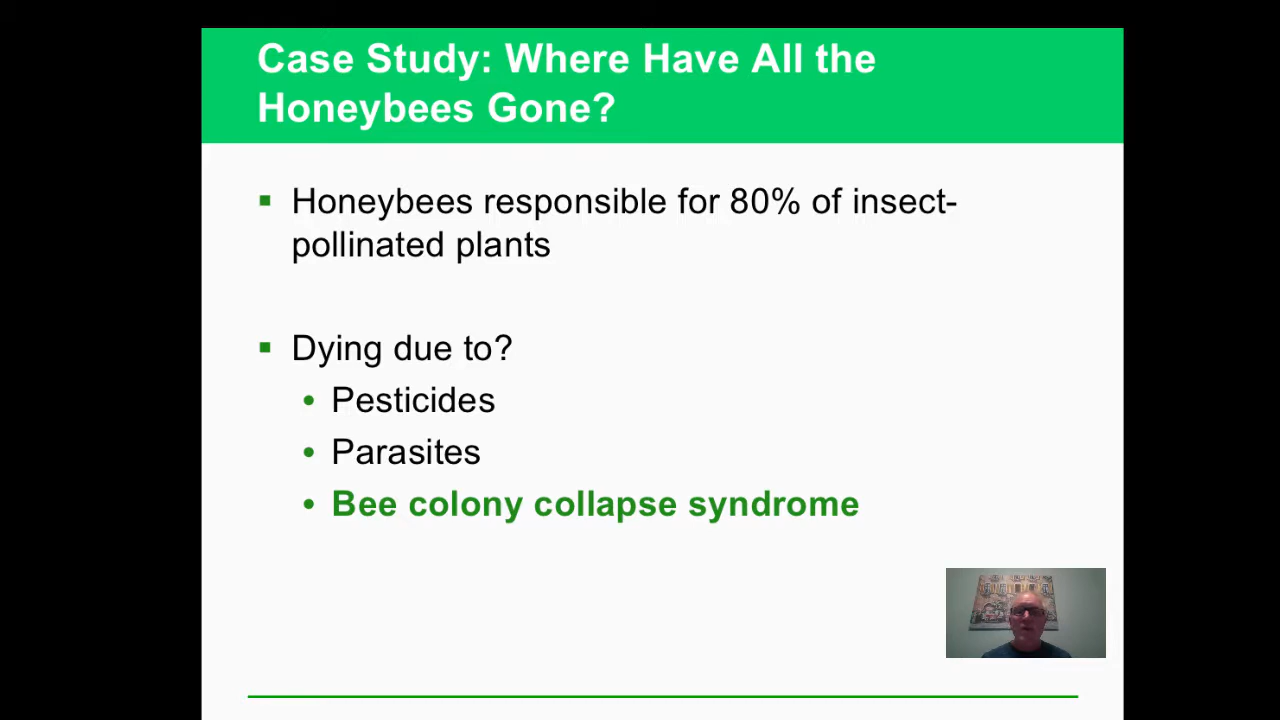 Case Study: Where Have All the
Honeybees Gone?
Honeybees responsible for 80% of insect-
pollinated plants
Dying due to?
Pesticides
Parasites
Bee colony collapse syndrome